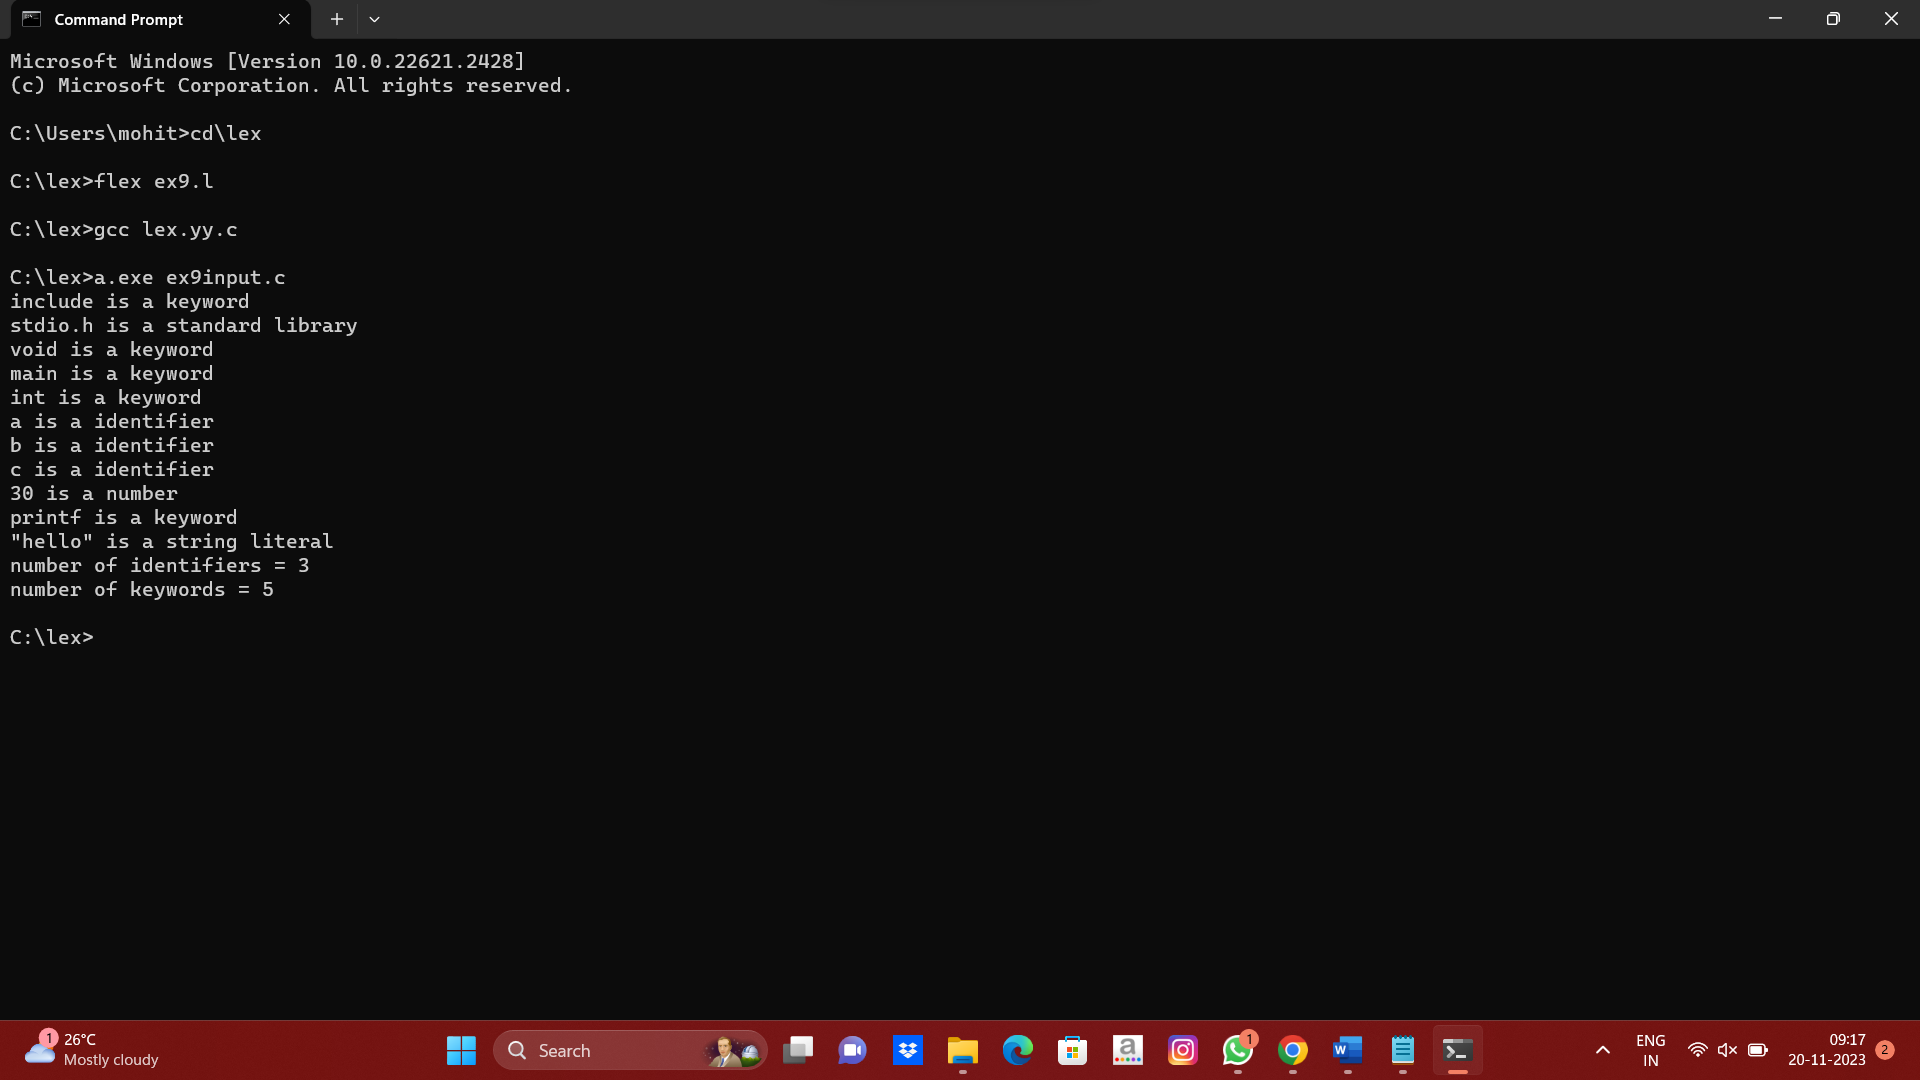 Command Prompt
Microsoft Windows [Version 10.0.22621.2428]
(c) Microsoft Corporation. All rights reserved.
C:\Users\mohit>cd\lex
C:\lex>flex ex9.l
C:\lex>gcc lex.yy.c
C:\lex>a.exe ex9input.c
include is a keyword
stdio.h is a standard library
void is a keyword
main is a keyword
int is a keyword
a is a identifier
b is a identifier
c is a identifier
30 is a number
printf is a keyword
"hello" is a string literal
number of identifiers = 3
number of keywords = 5
C:\lex>
1
26°C
Mostly cloudy
Search
a
1
W
ENG
IN
09:17
20-11-2023
2